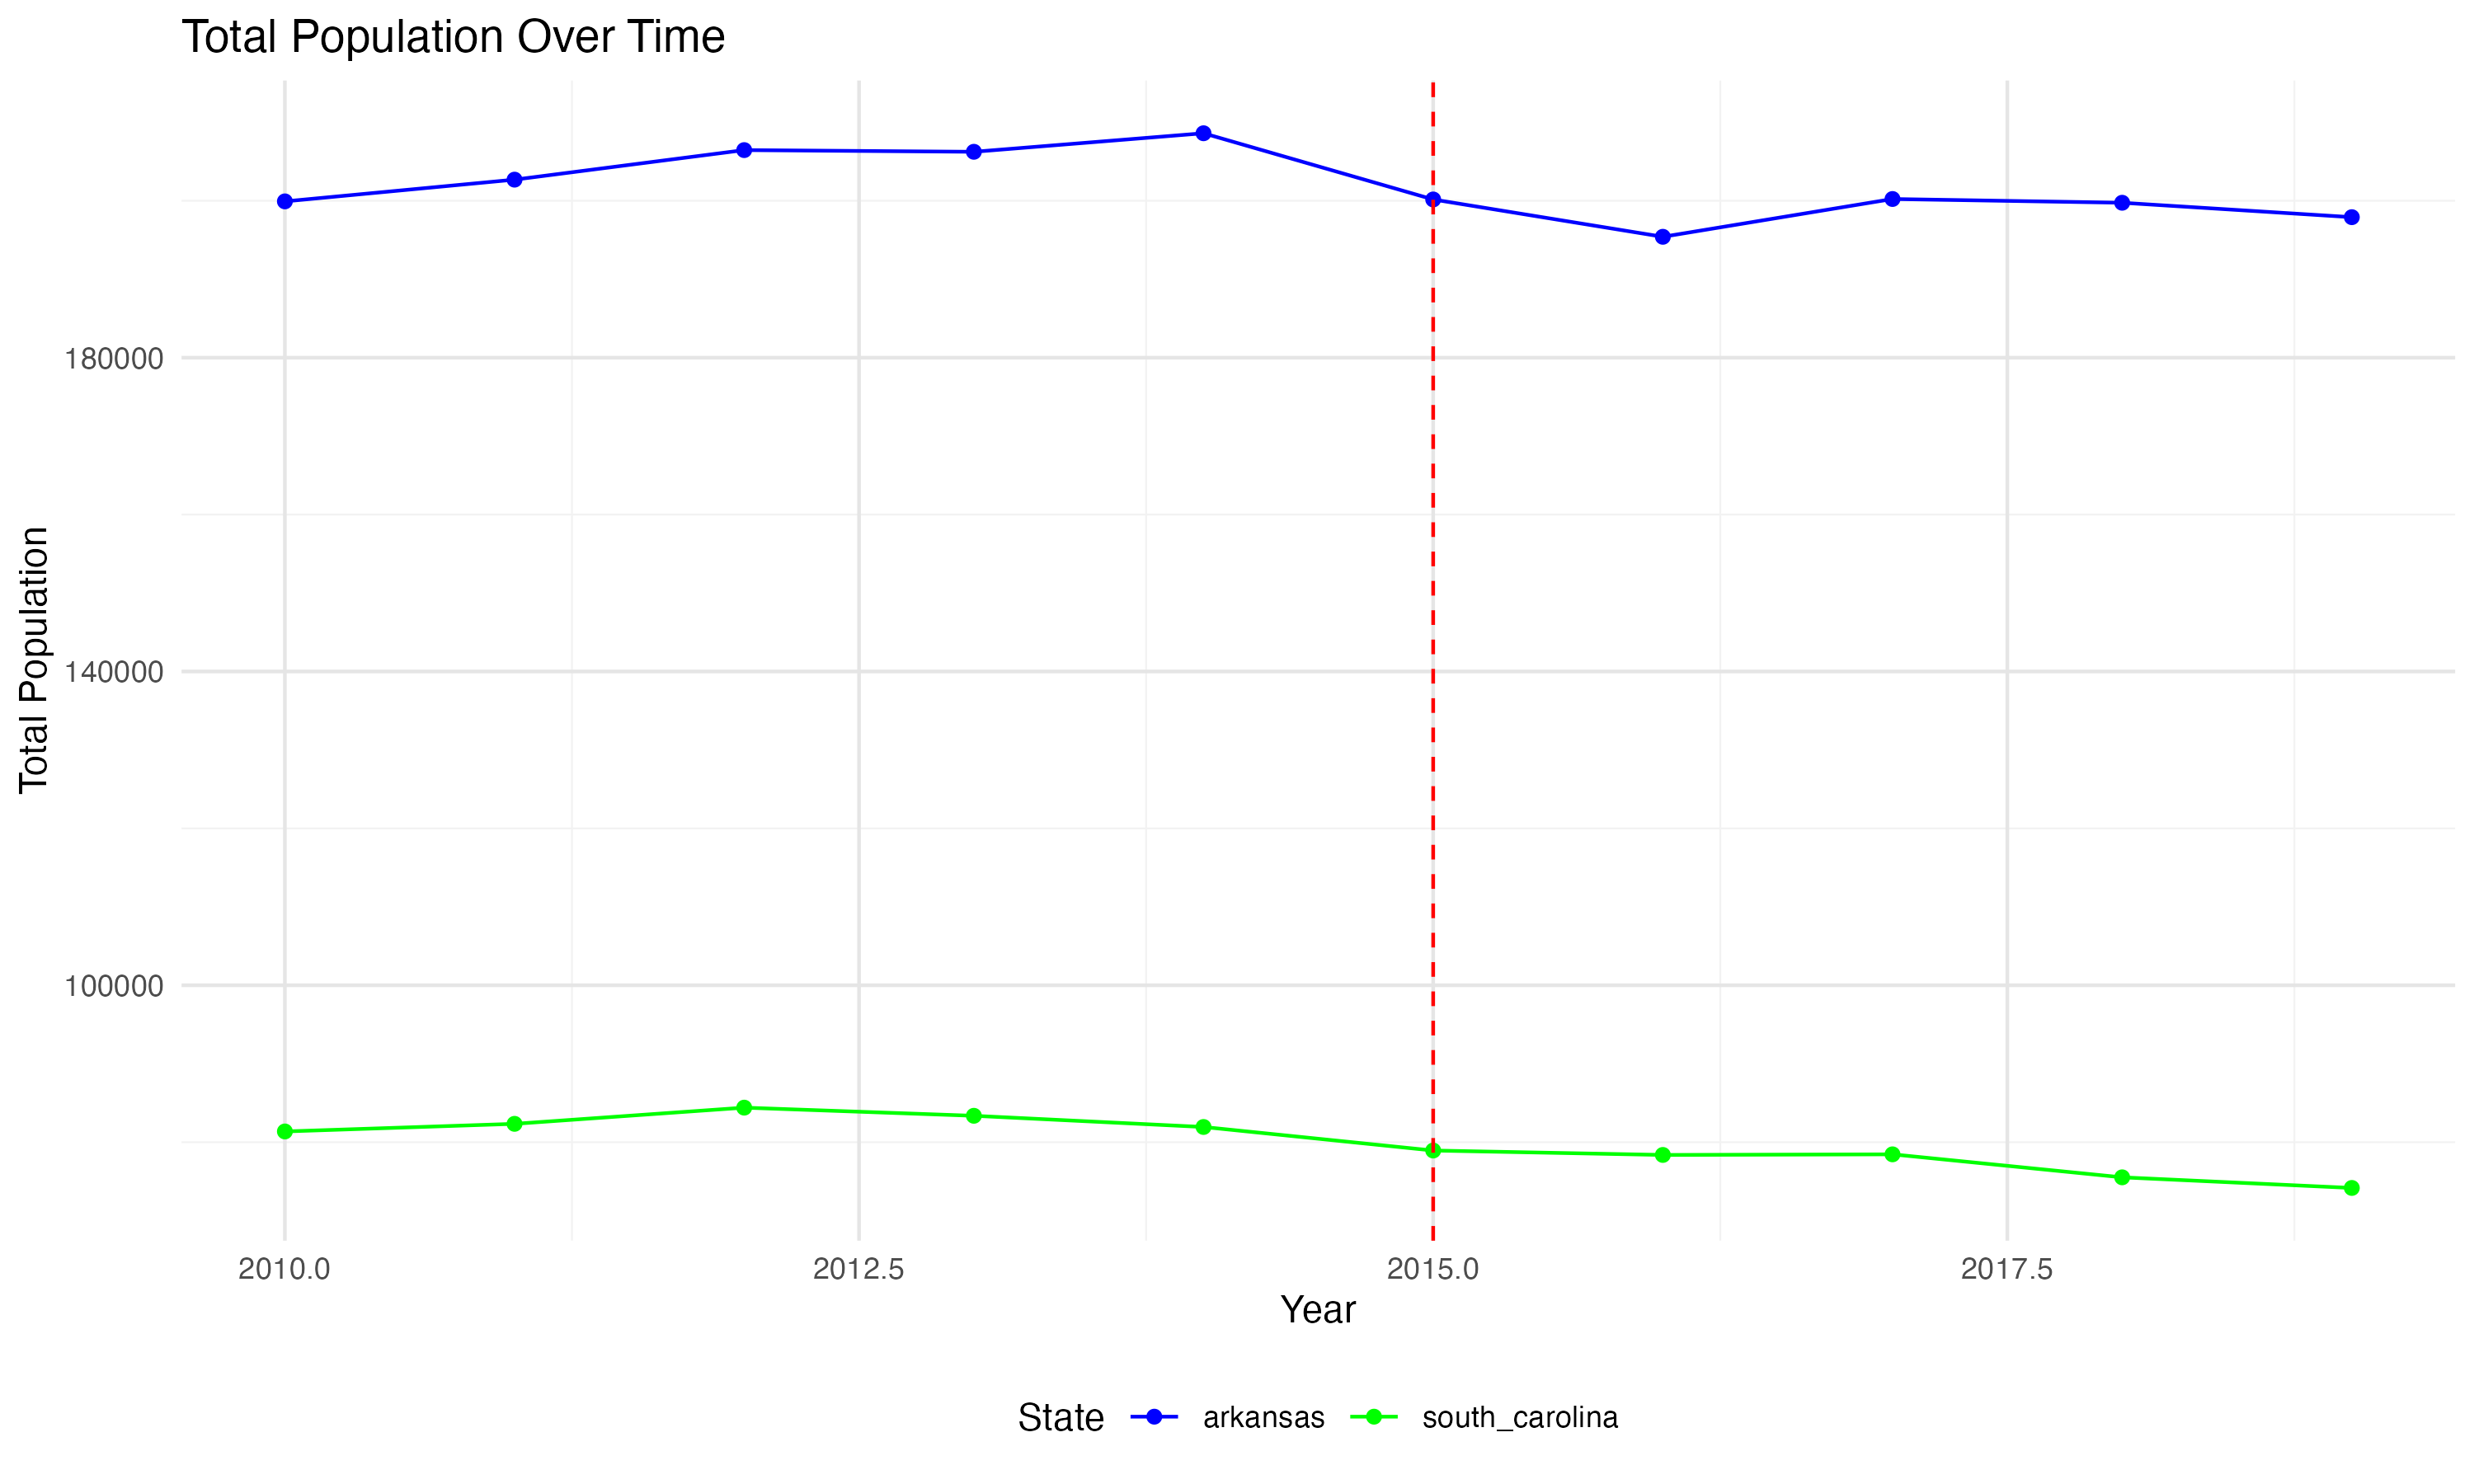 Total Population Over Time
Total Population
180000
140000
100000
2010.0 2012.5 2015.0 2017.5
Year
State arkansas south_carolina